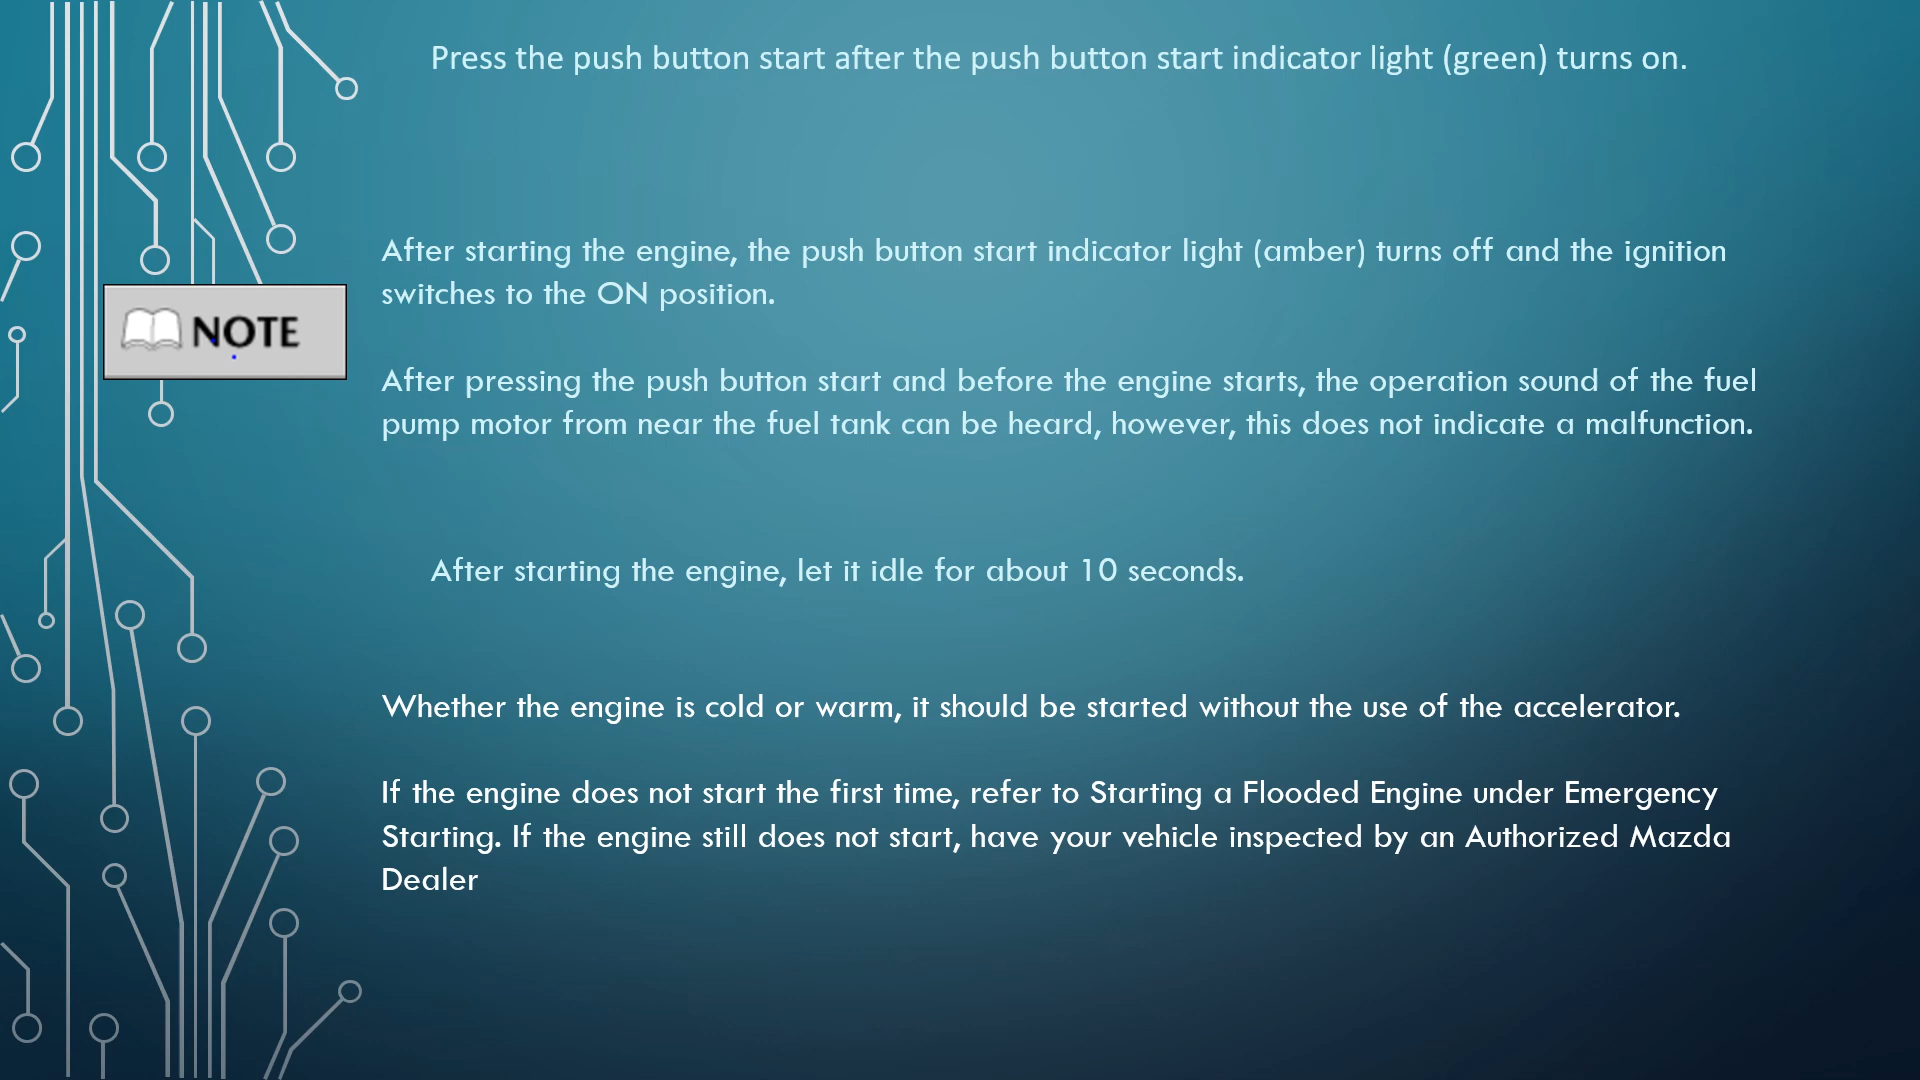 Press the push button start after the push button start indicator light (green) turns on.
After starting the engine, the push button start indicator light (amber) turns off and the ignition
switches to the ON position.
NOTE
After pressing the push button start and before the engine starts, the operation sound of the fuel
pump motor from near the fuel tank can be heard, however, this does not indicate a malfunction.
After starting the engine, let it idle for about 10 seconds.
Whether the engine is cold or warm, it should be started without the use of the accelerator.
If the engine does not start the first time, refer to Starting a Flooded Engine under Emergency
Starting. If the engine still does not start, have your vehicle inspected by an Authorized Mazda
Dealer